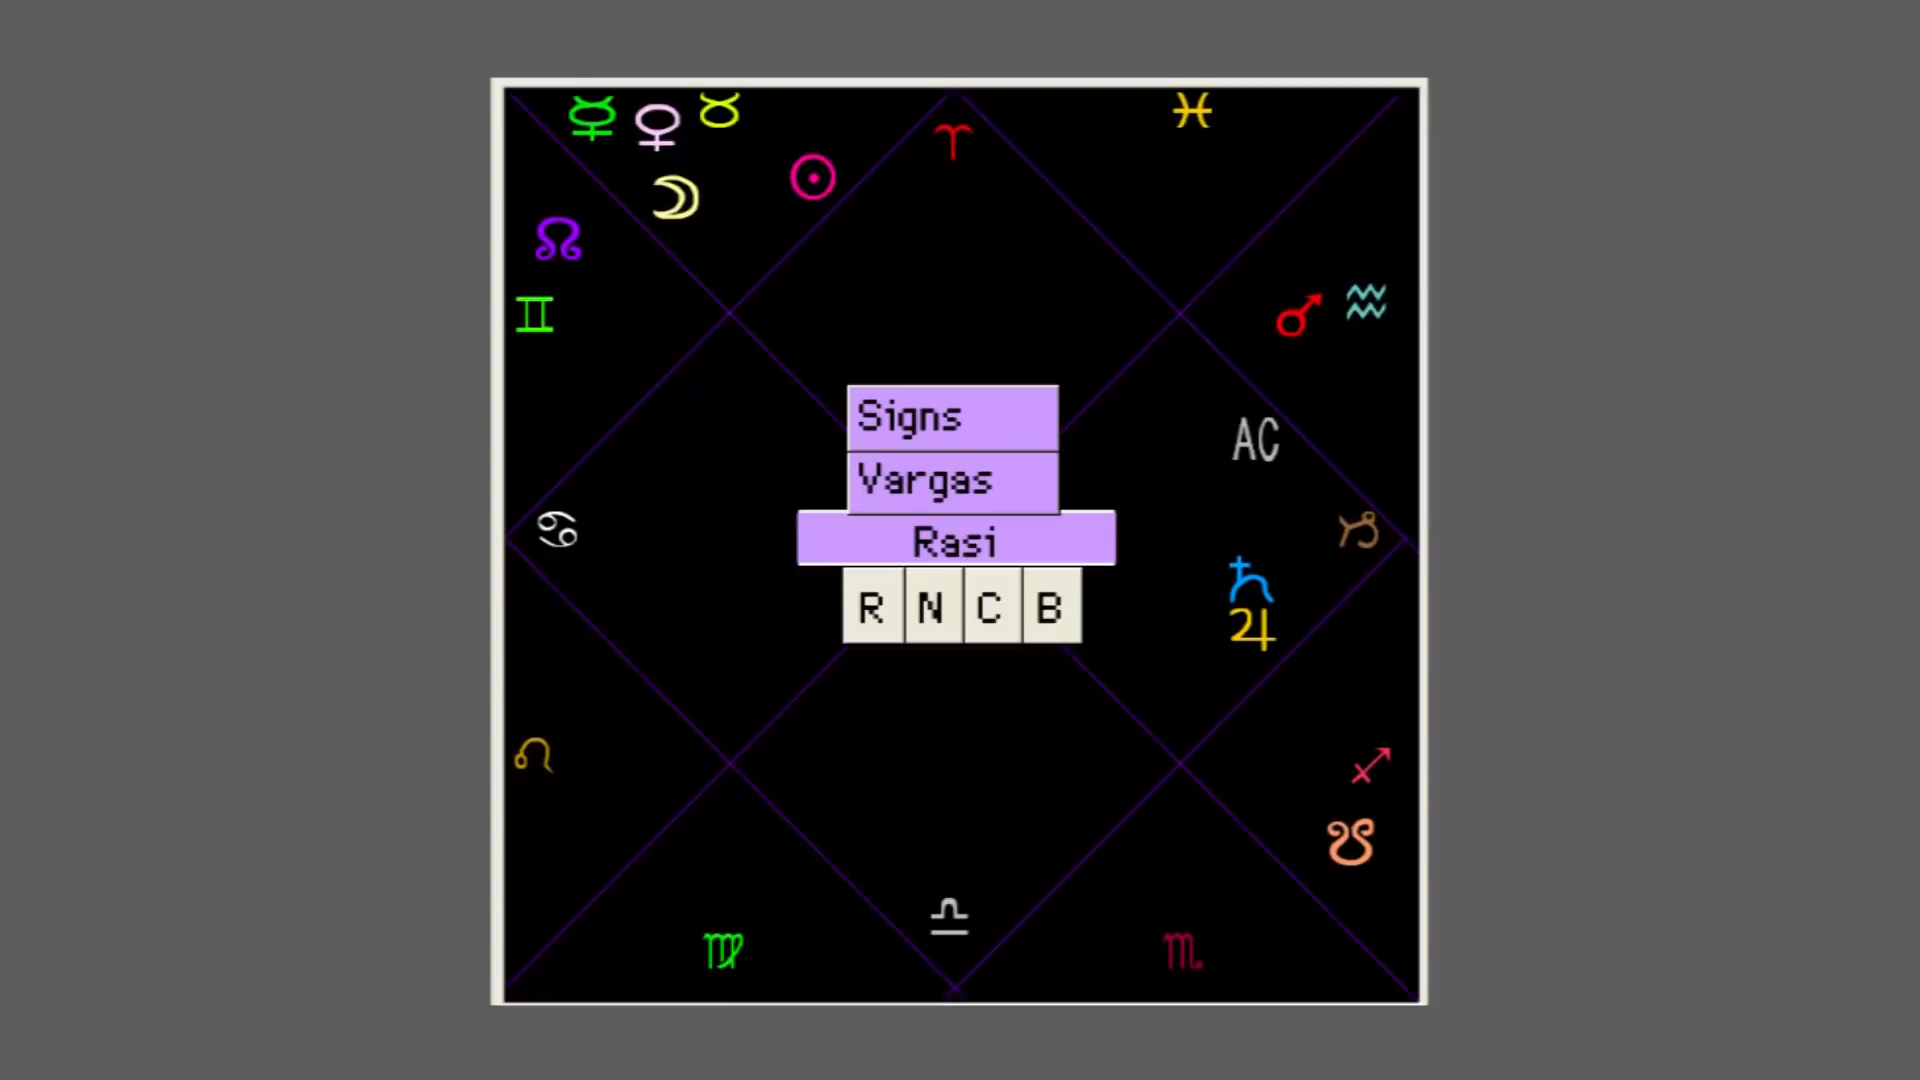 ☿ ♀ ♉ ♈ ♓
☽ ☉
☊
♊ ♂ ♒
Signs
AC
Vargas
♋ Rasi ♑
♄
R N C B
♃
♌ ♐
☋
♍ ♎ ♏